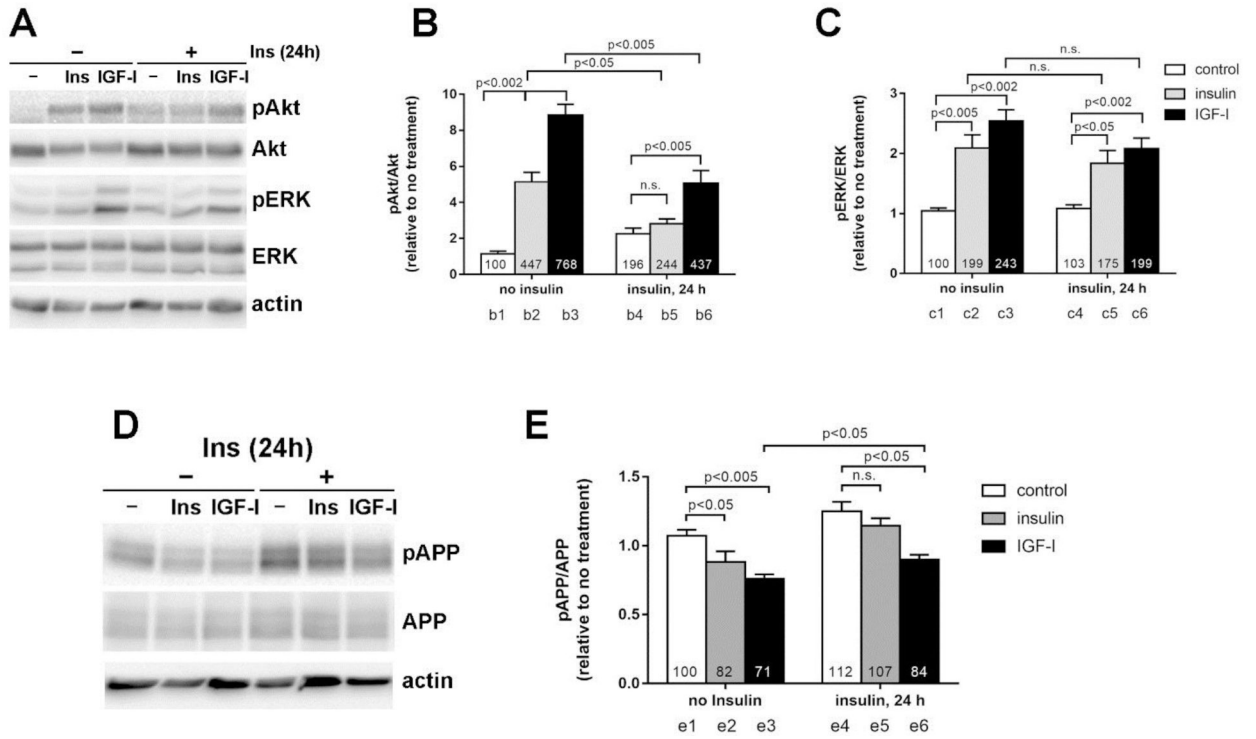 A
– + Ins (24h)
– Ins IGF-I – Ins IGF-I
pAkt
Akt
pERK
ERK
actin
B
p<0.005
p<0.05
p<0.002
p<0.005
n.s.
pAkt/Akt
(relative to no treatment)
10
8
6
4
2
0
100 447 768 196 244 437
no insulin insulin, 24 h
b1 b2 b3 b4 b5 b6
C
n.s.
n.s.
p<0.002
p<0.005
p<0.002
p<0.05
pERK/ERK
(relative to no treatment)
3
2
1
0
100 199 243 103 175 199
no insulin insulin, 24 h
c1 c2 c3 c4 c5 c6
control
insulin
IGF-I
D
Ins (24h)
– +
– Ins IGF-I – Ins IGF-I
pAPP
APP
actin
E
p<0.05
p<0.005
p<0.05
p<0.05
n.s.
pAPP/APP
(relative to no treatment)
1.5
1.0
0.5
0.0
100 82 71 112 107 84
no Insulin insulin, 24 h
e1 e2 e3 e4 e5 e6
control
insulin
IGF-I